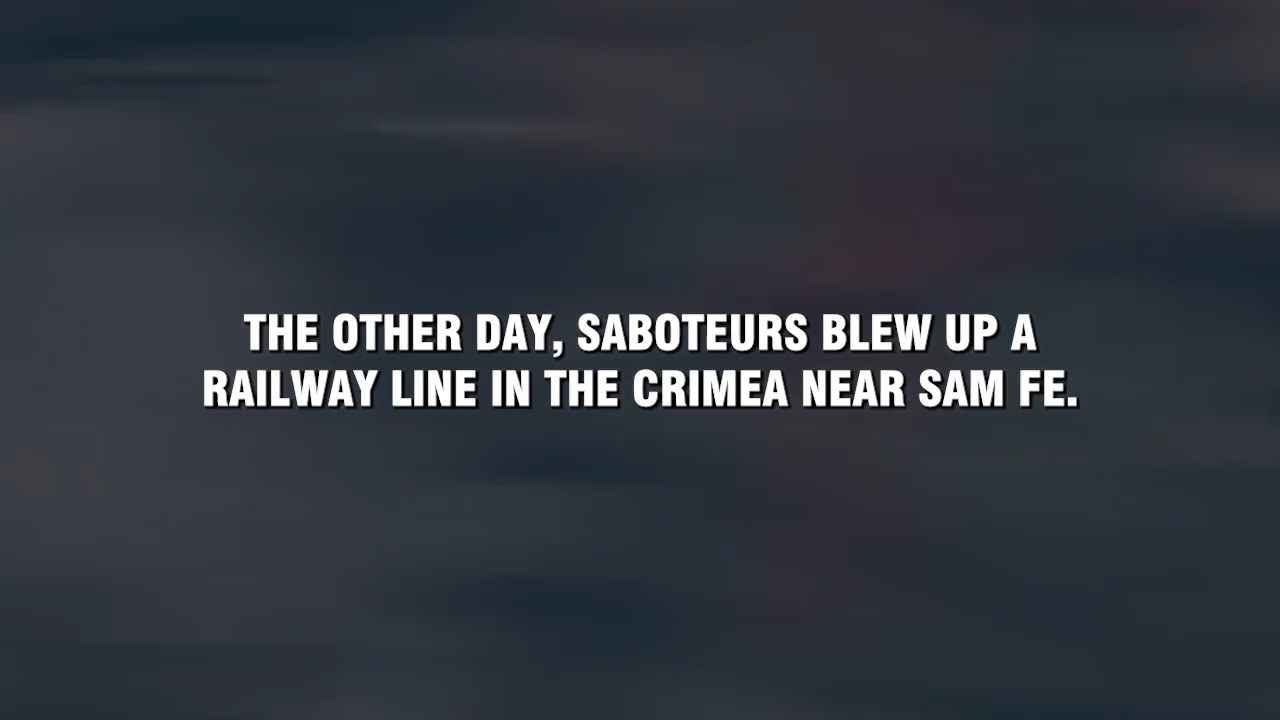 THE OTHER DAY, SABOTEURS BLEW UP A
RAILWAY LINE IN THE CRIMEA NEAR SAM FE.